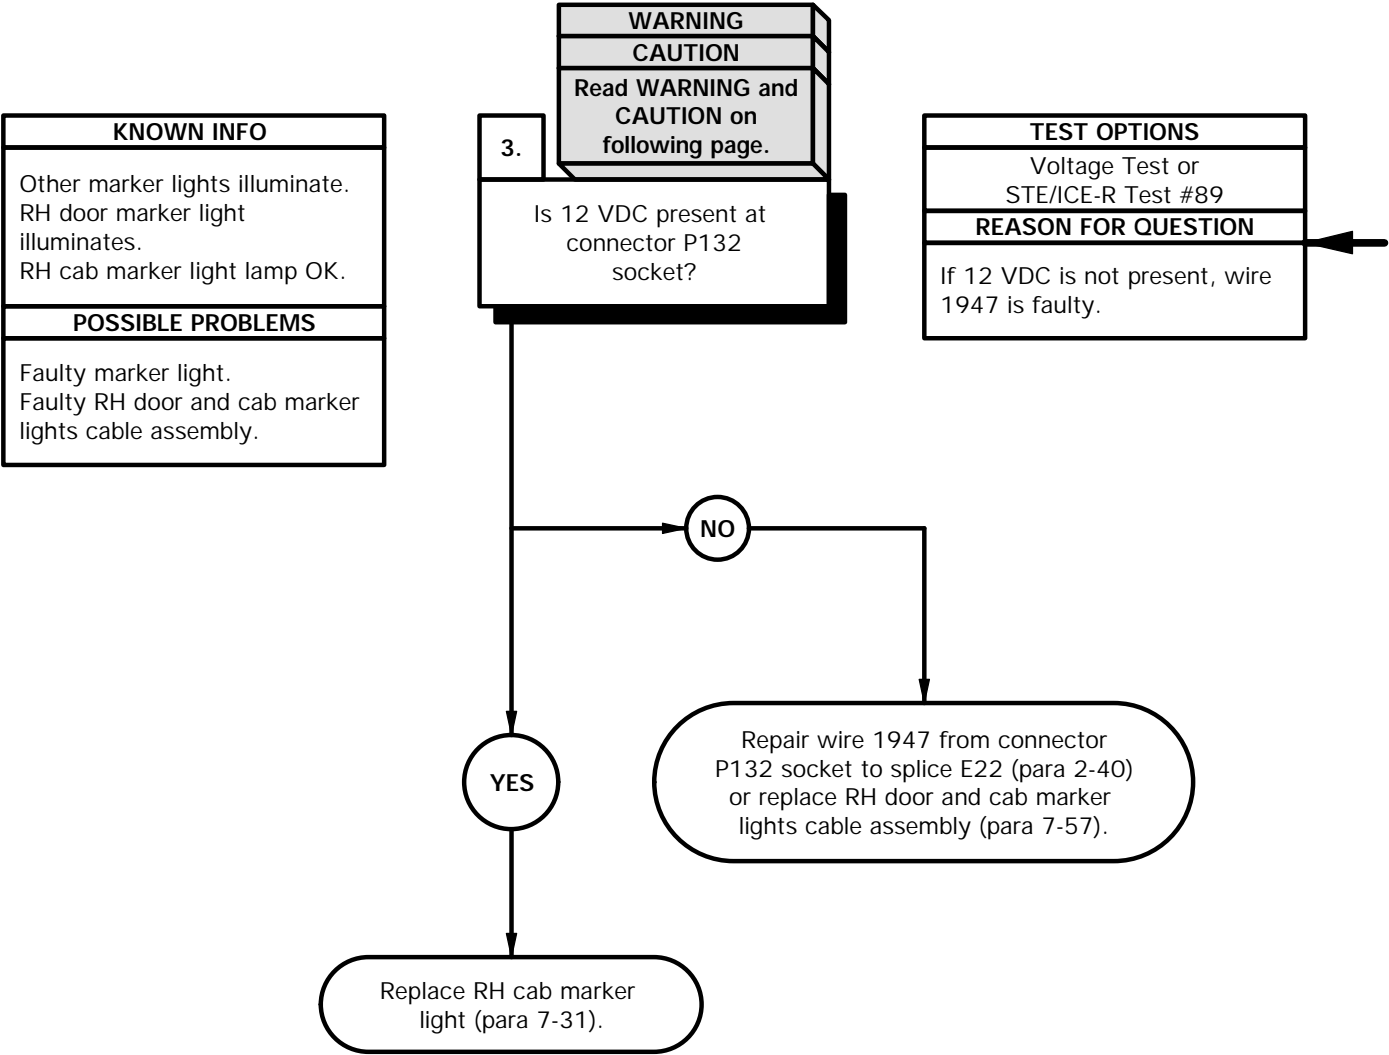 WARNING
CAUTION
Read WARNING and
CAUTION on
following page.
KNOWN INFO
Other marker lights illuminate.
RH door marker light
illuminates.
RH cab marker light lamp OK.
POSSIBLE PROBLEMS
Faulty marker light.
Faulty RH door and cab marker
lights cable assembly.
3.
Is 12 VDC present at
connector P132
socket?
TEST OPTIONS
Voltage Test or
STE/ICE-R Test #89
REASON FOR QUESTION
If 12 VDC is not present, wire
1947 is faulty.
NO
YES
Repair wire 1947 from connector
P132 socket to splice E22 (para 2-40)
or replace RH door and cab marker
lights cable assembly (para 7-57).
Replace RH cab marker
light (para 7-31).